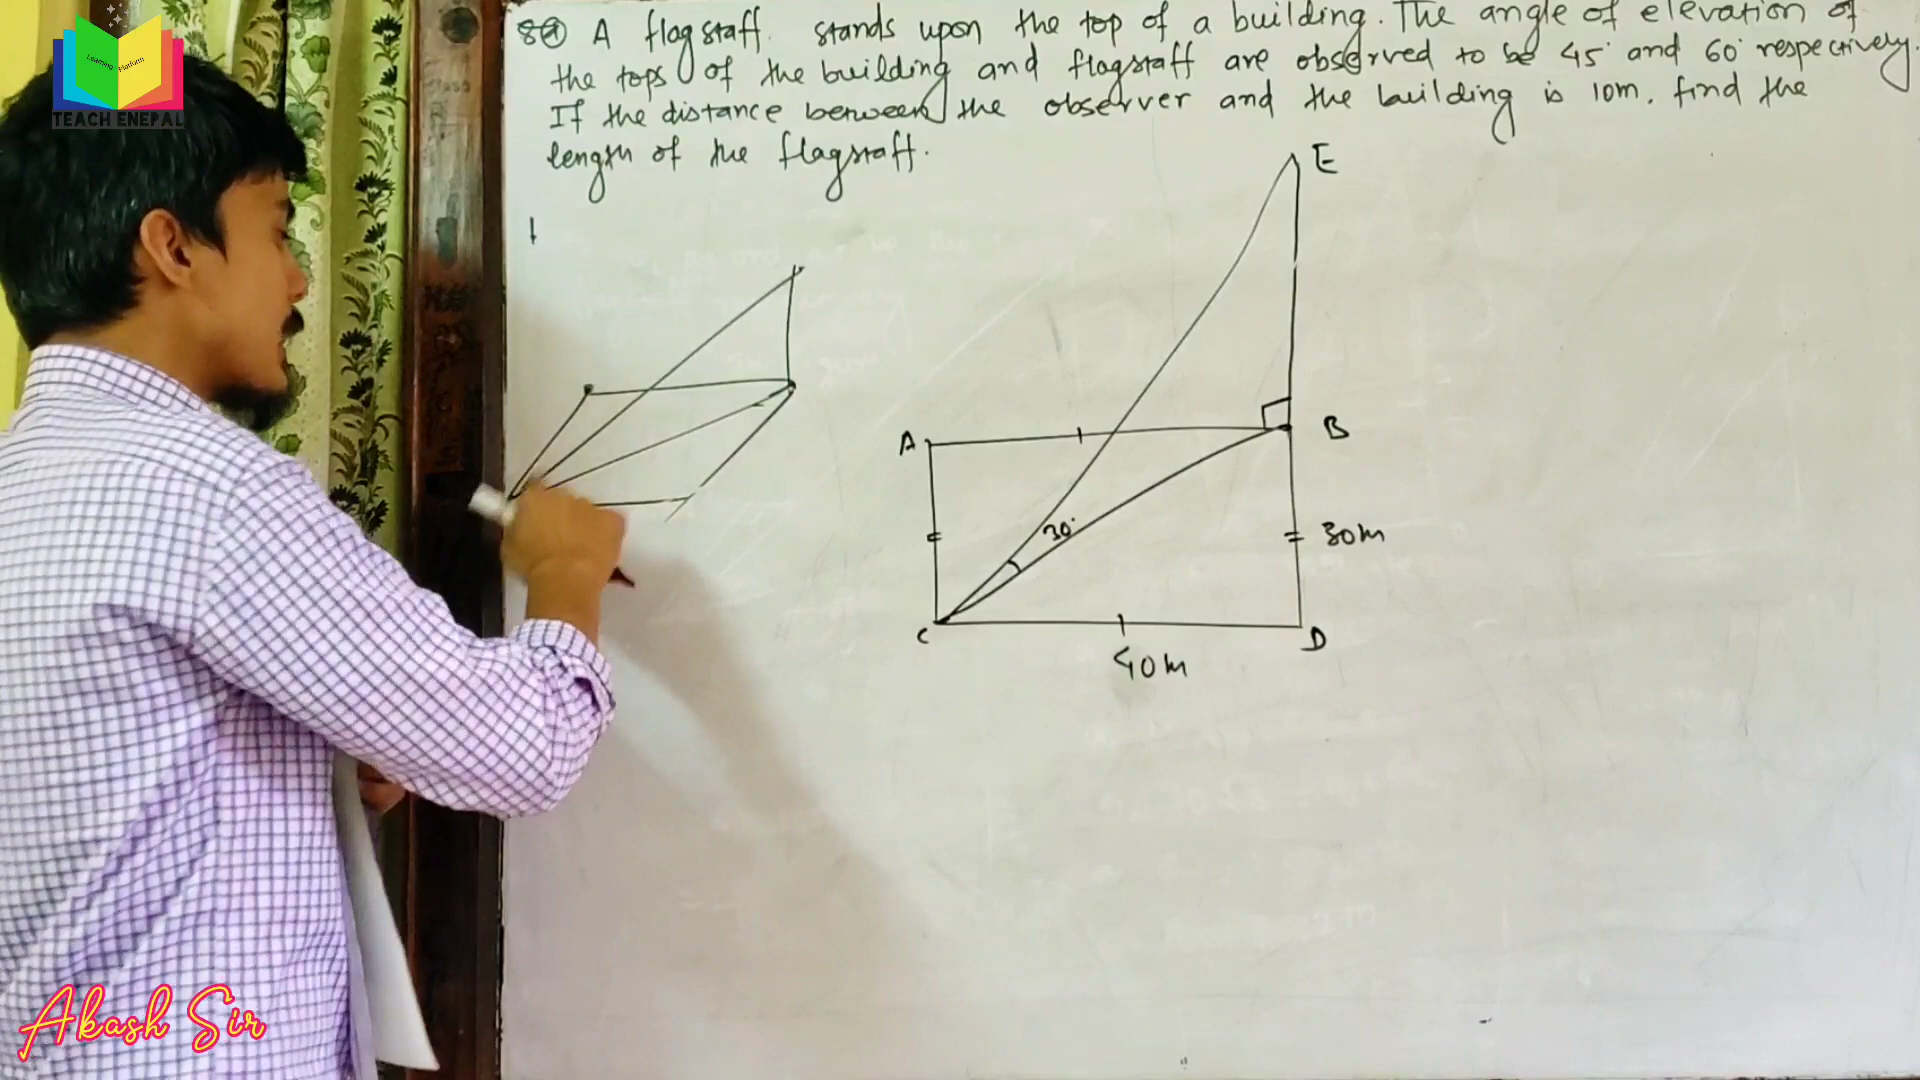 Learning Platform
TEACH ENEPAL
8 a A flagstaff stands upon the top of a building. The angle of elevation of
the tops of the building and flagstaff are observed to be 45° and 60° respectively.
If the distance between the observer and the building is 10m. find the
length of the flagstaff.
E
A
B
30°
30m
C
D
40m
Akash Sir